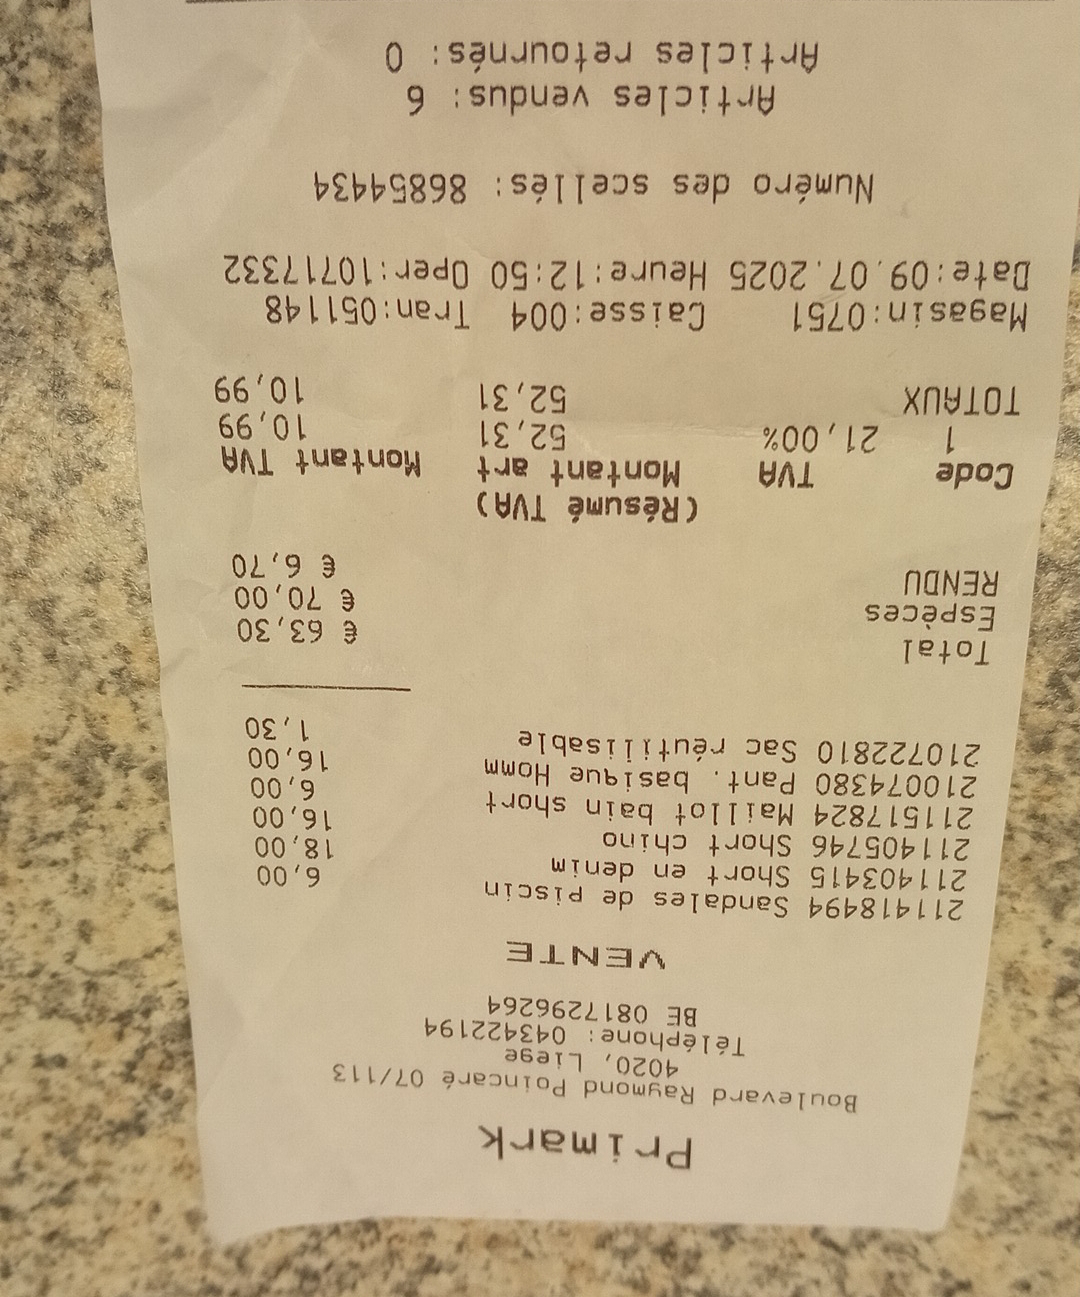 Primark
Boulevard Raymond Poincaré 07/113
4020, Liege
Téléphone: 043422194
BE 0817296264
VENTE
211418494 Sandales de piscin 6,00
211403415 Short en denim 18,00
211405746 Short chino 16,00
211517824 Maillot bain short 6,00
210074380 Pant. basique Homm 16,00
210722810 Sac réutilisable 1,30
Total € 63,30
Espèces € 70,00
RENDU € 6,70
(Résumé TVA)
Code TVA Montant art Montant TVA
1 21,00% 52,31 10,99
TOTAUX 52,31 10,99
Magasin:0751 Caisse:004 Tran:051148
Date:09.07.2025 Heure:12:50 Oper:10717332
Numéro des scellés: 86854434
Articles vendus: 6
Articles retournés: 0